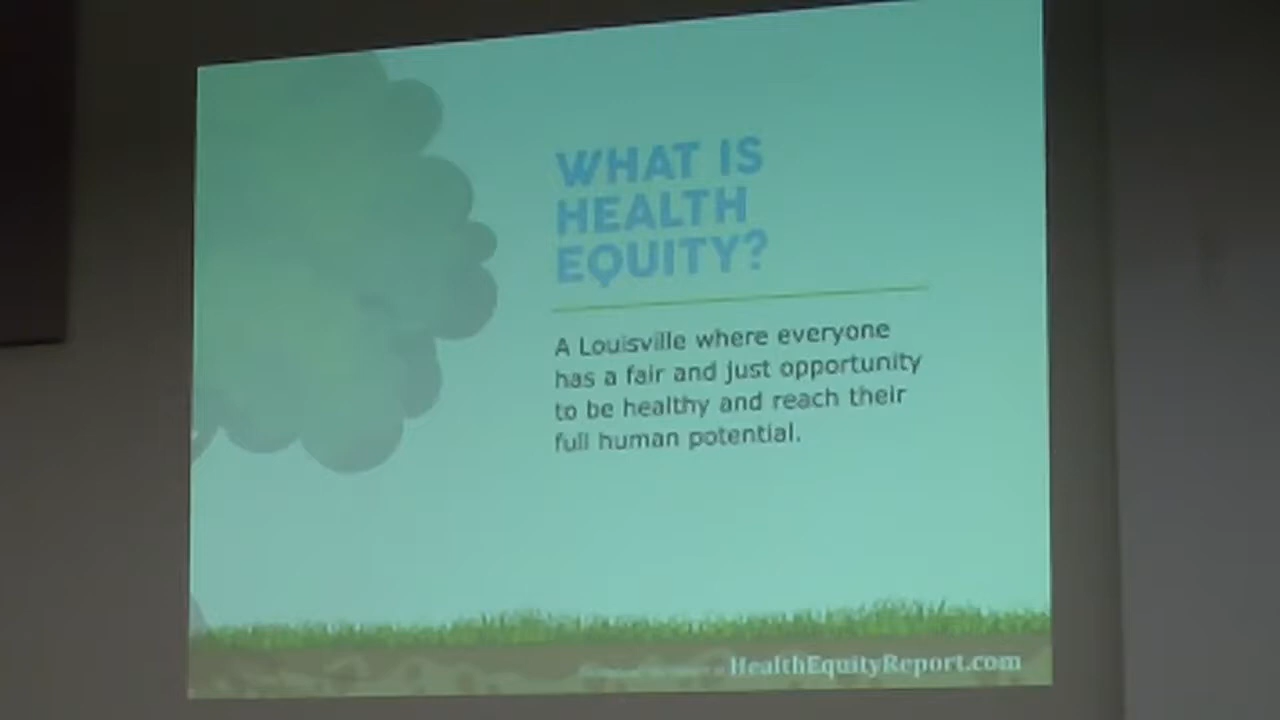 WHAT IS
HEALTH
EQUITY?
A Louisville where everyone
has a fair and just opportunity
to be healthy and reach their
full human potential.
HealthEquityReport.com